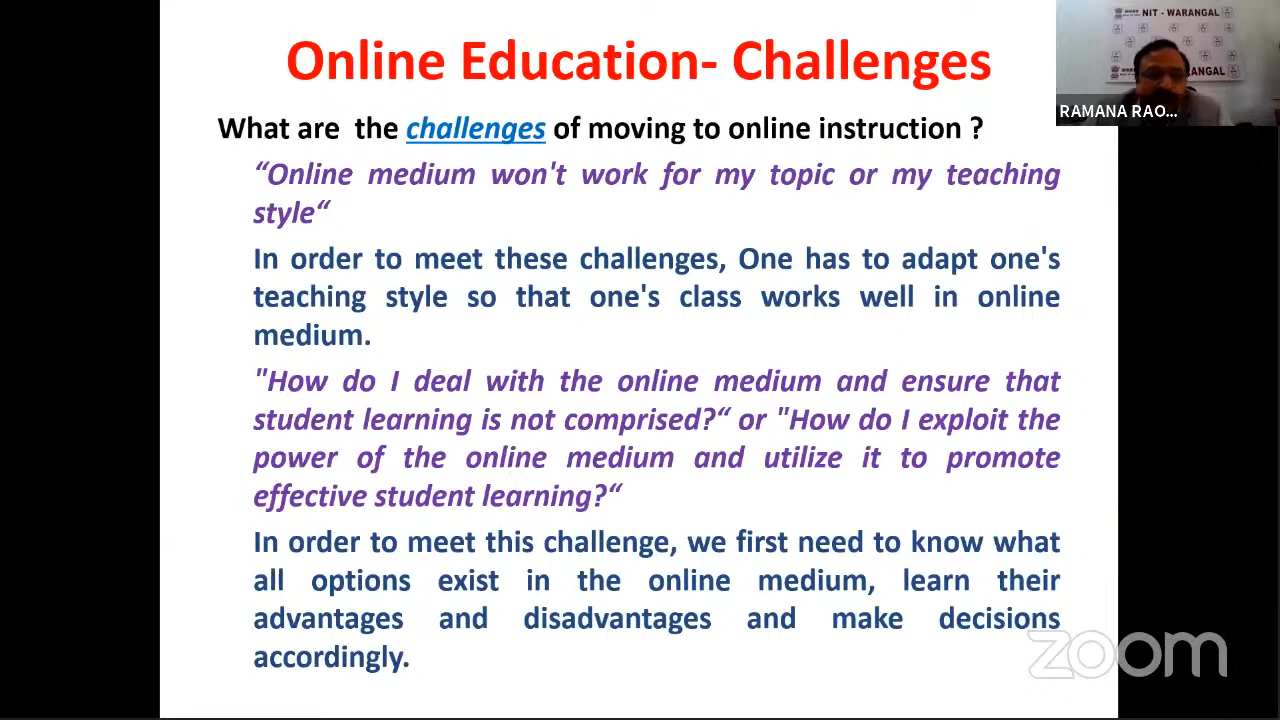 Online Education- Challenges
What are the challenges of moving to online instruction ?
“Online medium won't work for my topic or my teaching
style“
In order to meet these challenges, One has to adapt one's
teaching style so that one's class works well in online
medium.
"How do I deal with the online medium and ensure that
student learning is not comprised?“ or "How do I exploit the
power of the online medium and utilize it to promote
effective student learning?“
In order to meet this challenge, we first need to know what
all options exist in the online medium, learn their
advantages and disadvantages and make decisions
accordingly.
NIT - WARANGAL
RANGAL
RAMANA RAO...
zoom